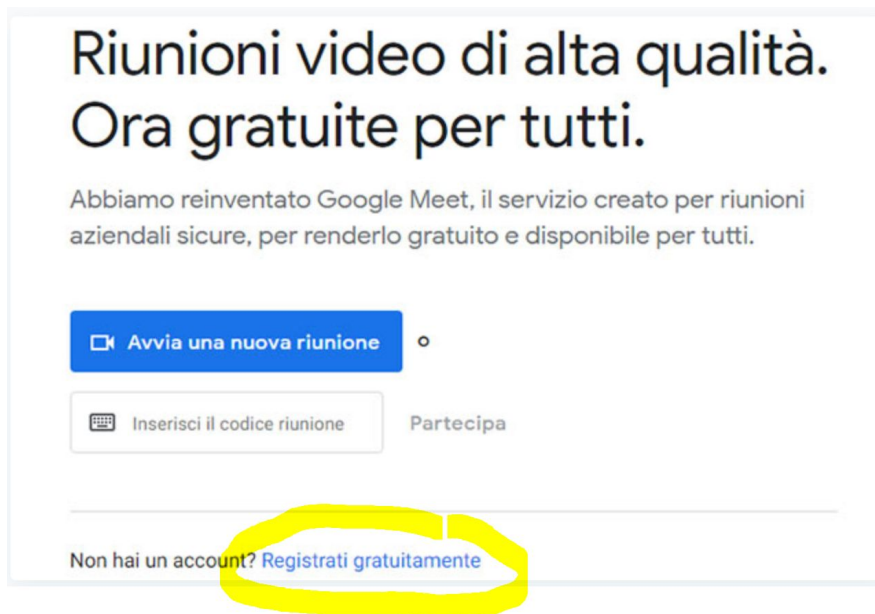 Riunioni video di alta qualità.
Ora gratuite per tutti.
Abbiamo reinventato Google Meet, il servizio creato per riunioni
aziendali sicure, per renderlo gratuito e disponibile per tutti.
Avvia una nuova riunione o
Inserisci il codice riunione Partecipa
Non hai un account? Registrati gratuitamente